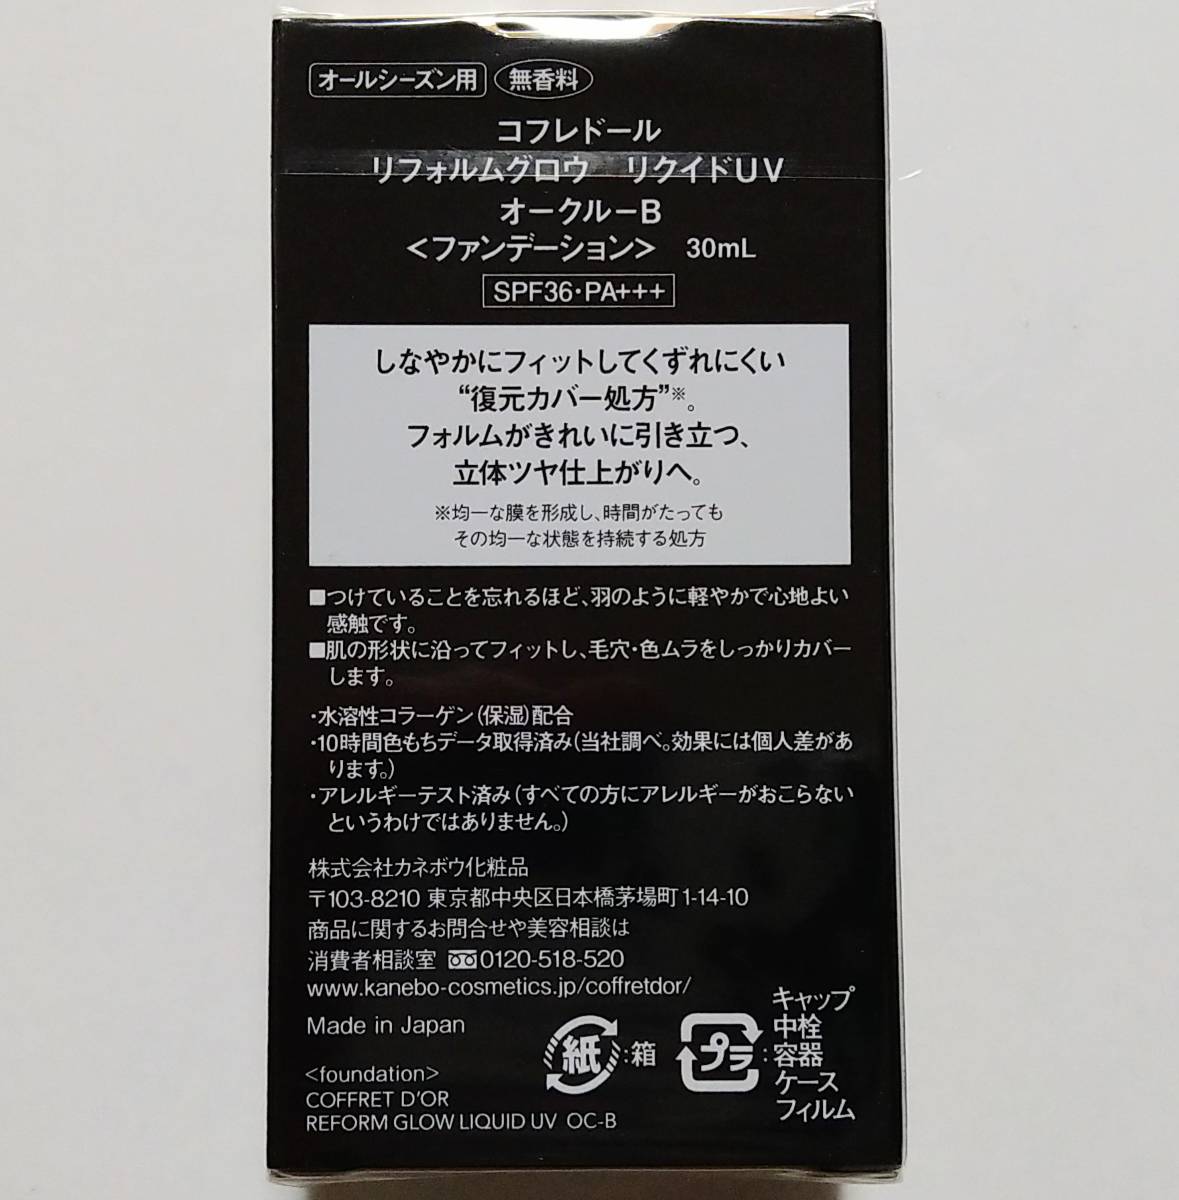 オールシーズン用 無香料
コフレドール
リフォルムグロウ　リクイドUV
オークルーB
＜ファンデーション＞　30mL
SPF36・PA+++
しなやかにフィットしてくずれにくい
“復元カバー処方”※。
フォルムがきれいに引き立つ、
立体ツヤ仕上がりへ。
※均一な膜を形成し、時間がたっても
その均一な状態を持続する処方
■つけていることを忘れるほど、羽のように軽やかで心地よい
感触です。
■肌の形状に沿ってフィットし、毛穴・色ムラをしっかりカバー
します。
・水溶性コラーゲン（保湿）配合
・10時間色もちデータ取得済み（当社調べ。効果には個人差があ
ります。）
・アレルギーテスト済み（すべての方にアレルギーがおこらない
というわけではありません。）
株式会社カネボウ化粧品
〒103-8210 東京都中央区日本橋茅場町1-14-10
商品に関するお問合せや美容相談は
消費者相談室 0120-518-520
www.kanebo-cosmetics.jp/coffretdor/
Made in Japan
<foundation>
COFFRET D'OR
REFORM GLOW LIQUID UV OC-B
紙：箱
プラ：
キャップ
中栓
容器
ケース
フィルム